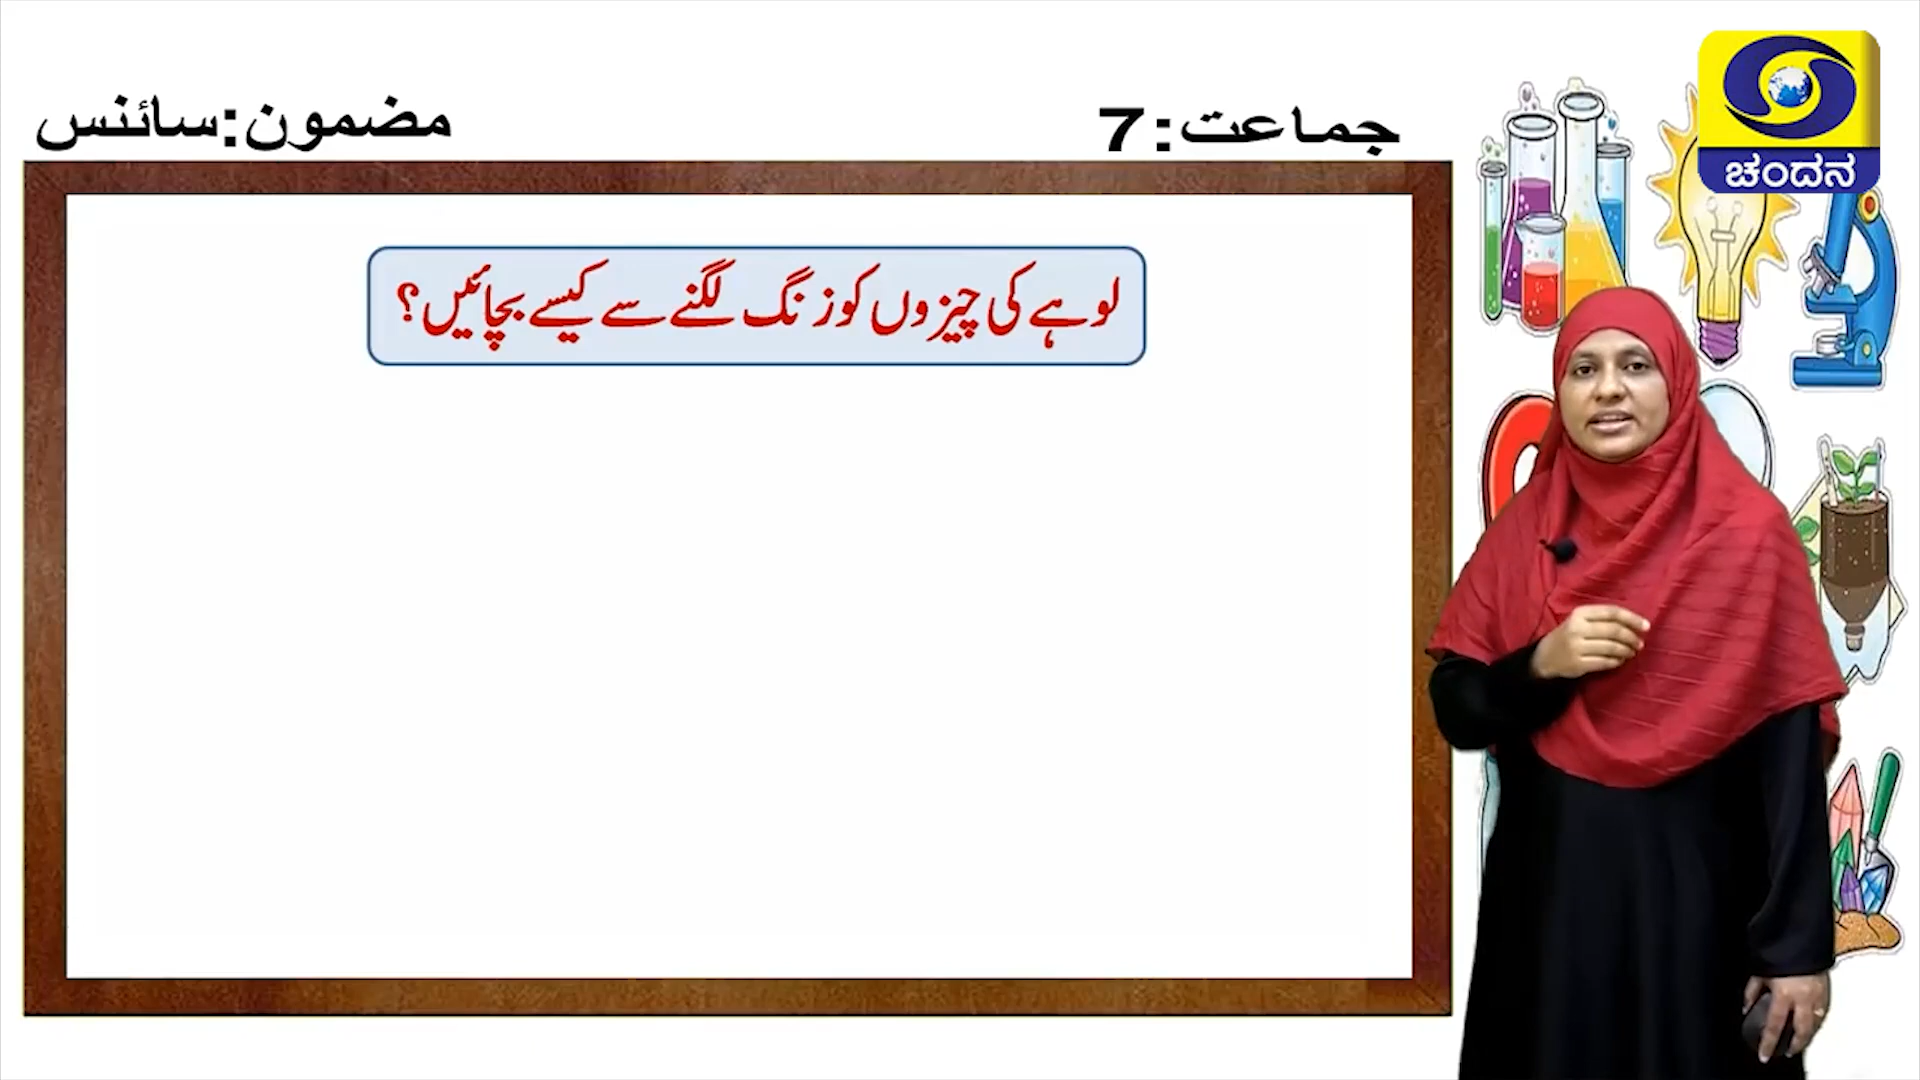 جماعت: 7
مضمون: سائنس
لوہے کی چیزوں کو زنگ لگنے سے کیسے بچائیں؟
ಚಂದನ